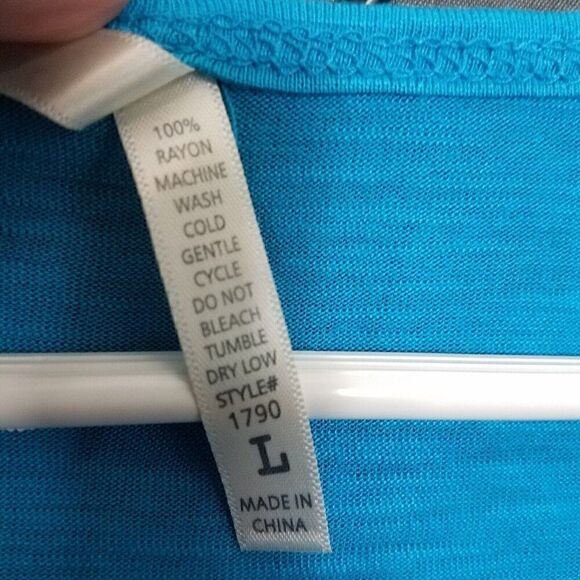 100%
RAYON
MACHINE
WASH
COLD
GENTLE
CYCLE
DO NOT
BLEACH
TUMBLE
DRY LOW
STYLE#
1790
L
MADE IN
CHINA